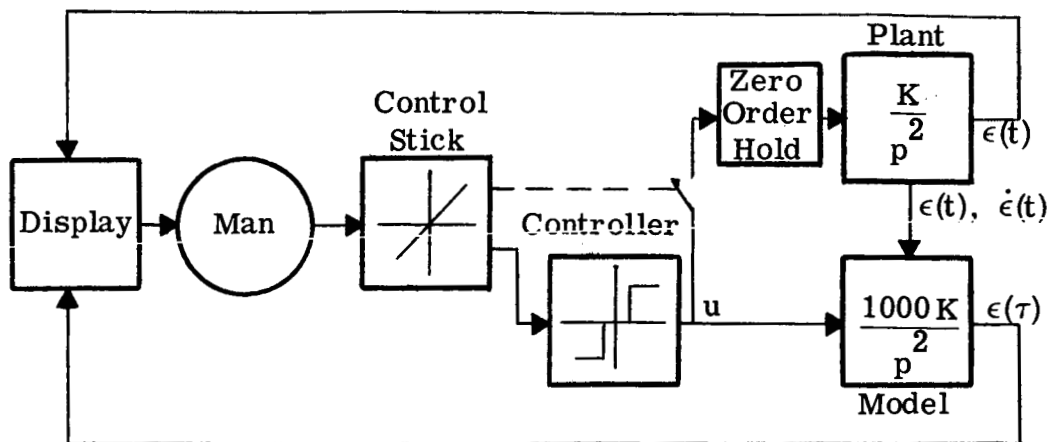 Plant
Zero
Order
Hold
K
p²
ϵ(t)
Control
Stick
Display
Man
Controller
ϵ(t), ϵ̇(t)
u
1000 K
p²
ϵ(τ)
Model